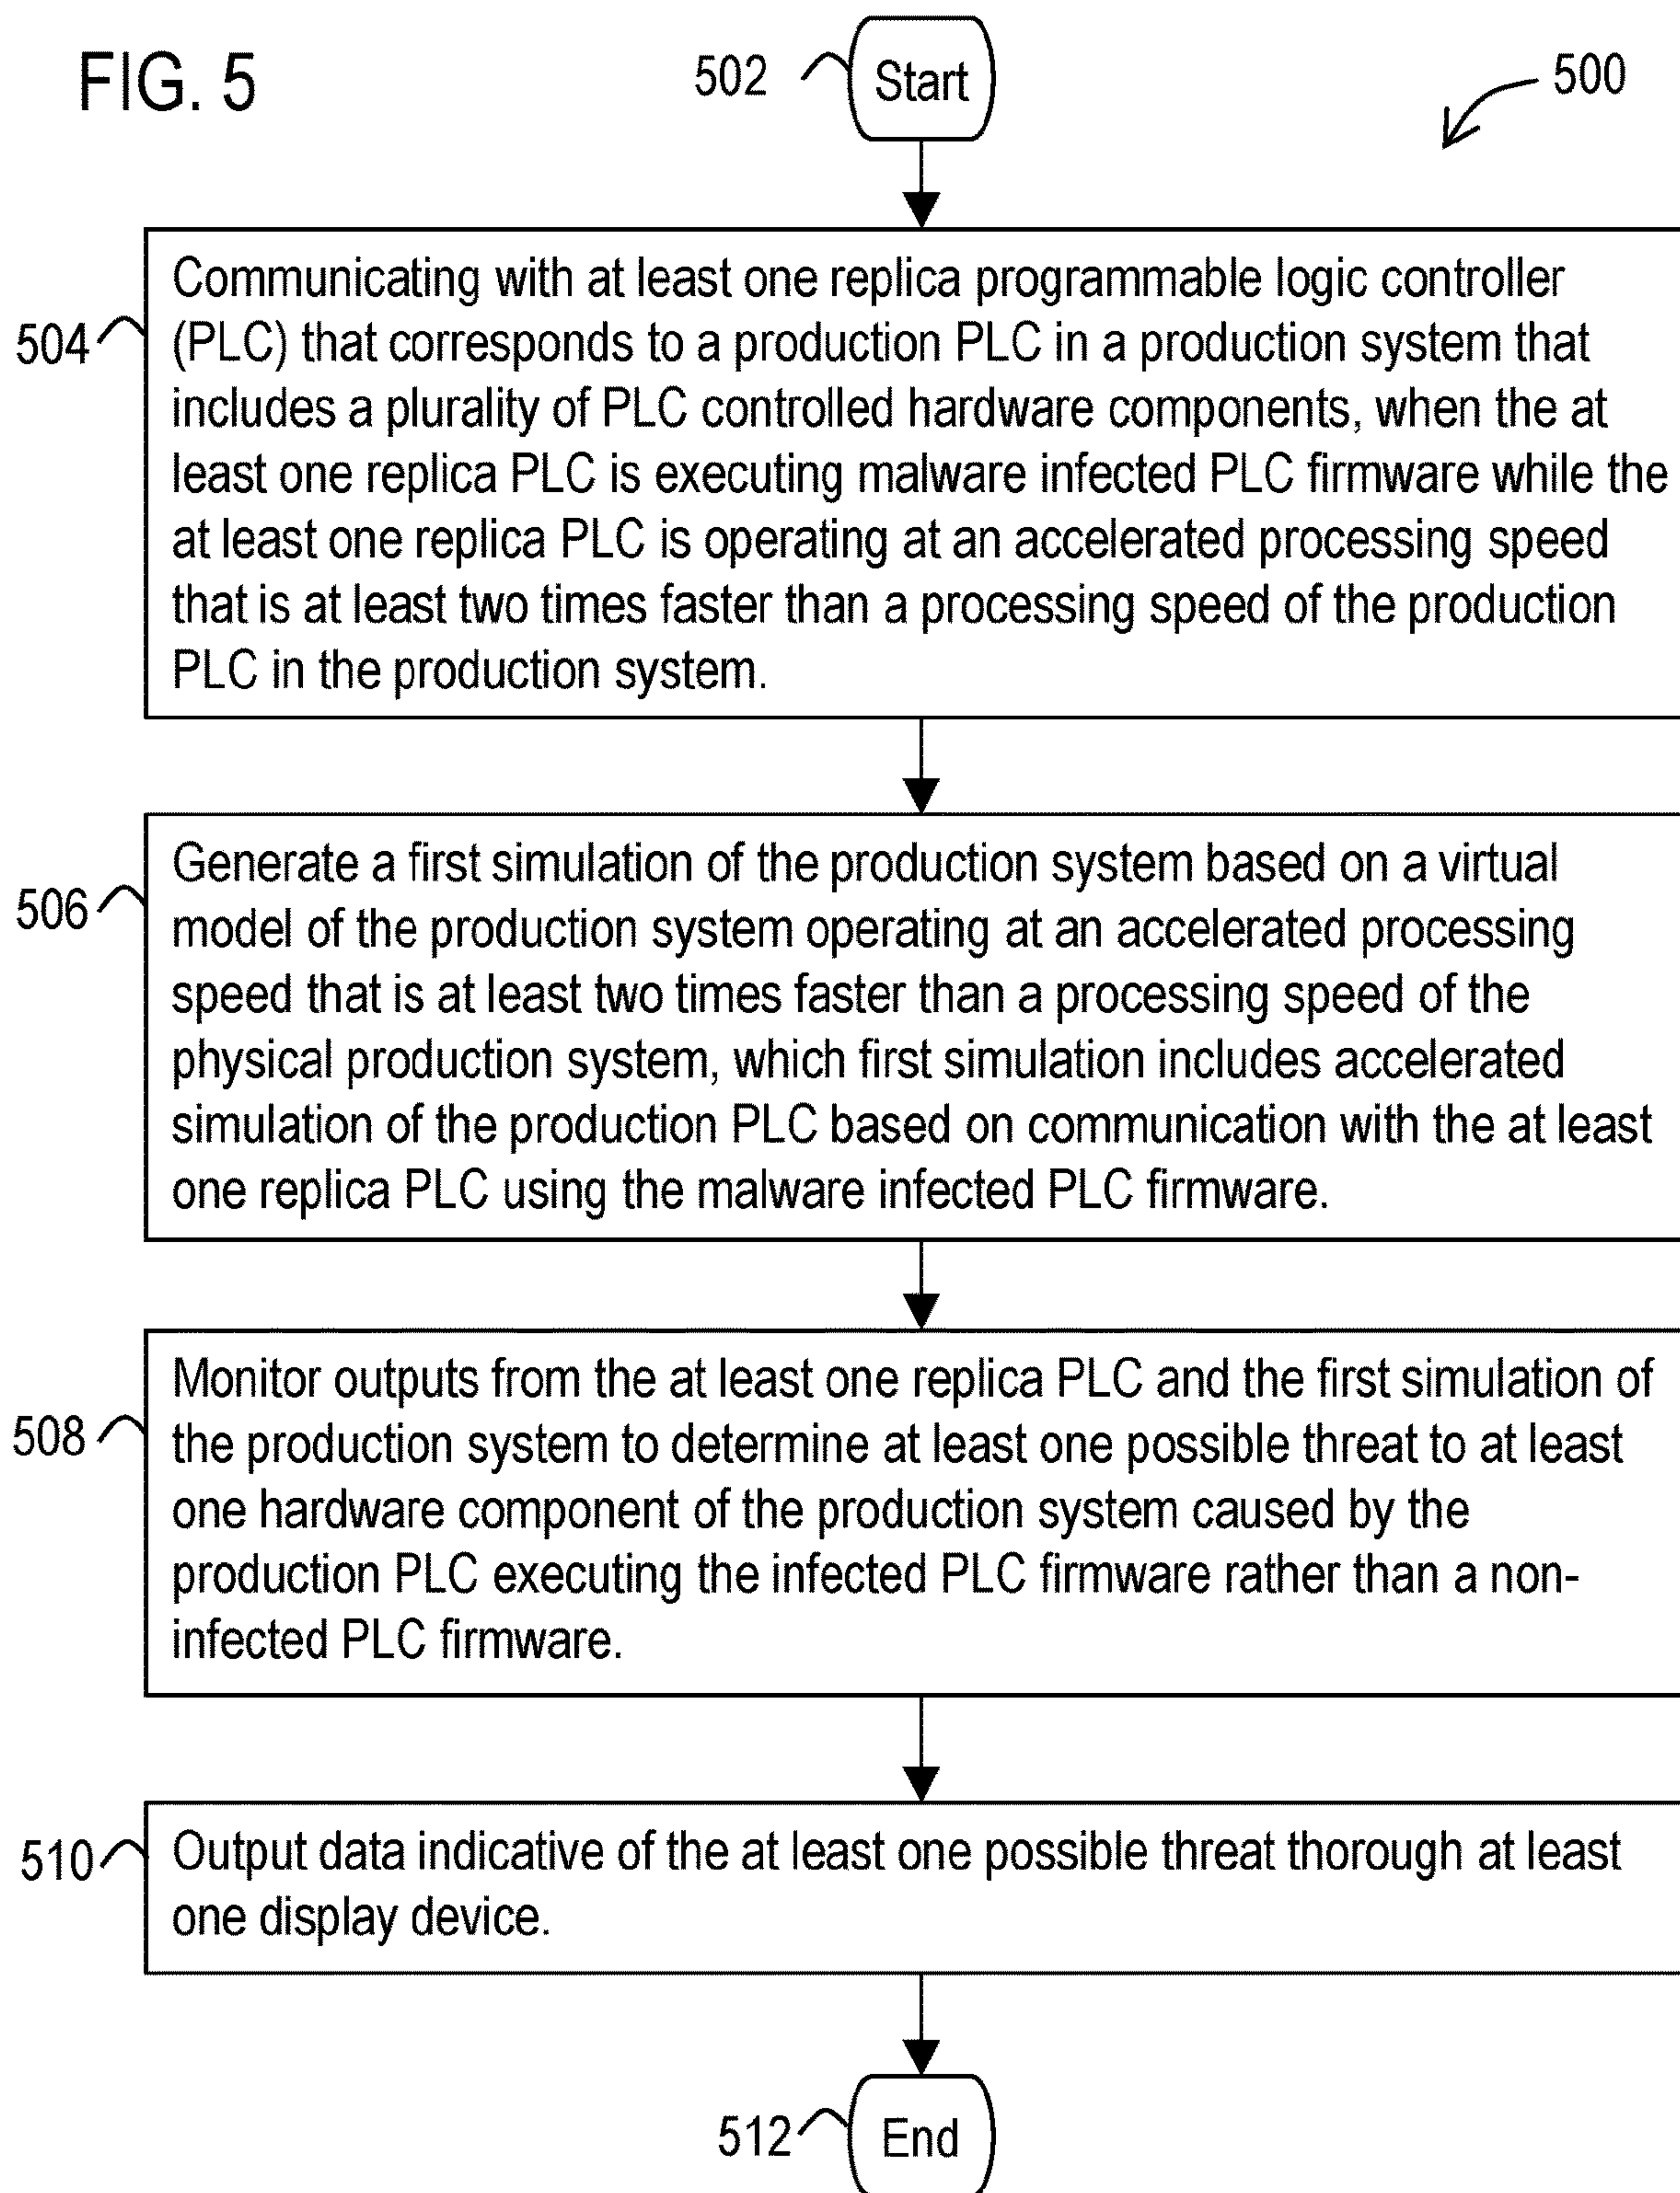 FIG. 5
502
Start
500
504
Communicating with at least one replica programmable logic controller
(PLC) that corresponds to a production PLC in a production system that
includes a plurality of PLC controlled hardware components, when the at
least one replica PLC is executing malware infected PLC firmware while the
at least one replica PLC is operating at an accelerated processing speed
that is at least two times faster than a processing speed of the production
PLC in the production system.
506
Generate a first simulation of the production system based on a virtual
model of the production system operating at an accelerated processing
speed that is at least two times faster than a processing speed of the
physical production system, which first simulation includes accelerated
simulation of the production PLC based on communication with the at least
one replica PLC using the malware infected PLC firmware.
508
Monitor outputs from the at least one replica PLC and the first simulation of
the production system to determine at least one possible threat to at least
one hardware component of the production system caused by the
production PLC executing the infected PLC firmware rather than a non-
infected PLC firmware.
510
Output data indicative of the at least one possible threat thorough at least
one display device.
512
End